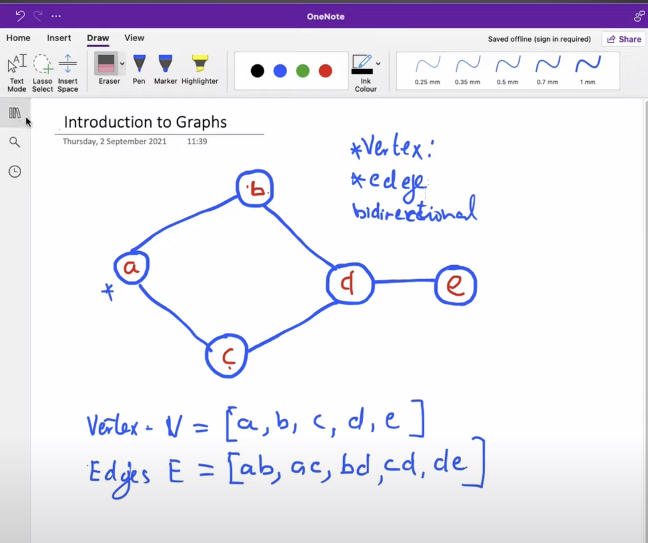 OneNote
Home Insert Draw View
Saved offline (sign in required) Share
Text Mode
Lasso Select
Insert Space
Eraser
Pen
Marker
Highlighter
Ink Colour
0.25 mm 0.35 mm 0.5 mm 0.7 mm 1 mm
Introduction to Graphs
Thursday, 2 September 2021 11:39
*Vertex:
*edge
bidirectional
b
a
*
d
e
c
Vertex - V = [a, b, c, d, e]
Edges E = [ab, ac, bd, cd, de]